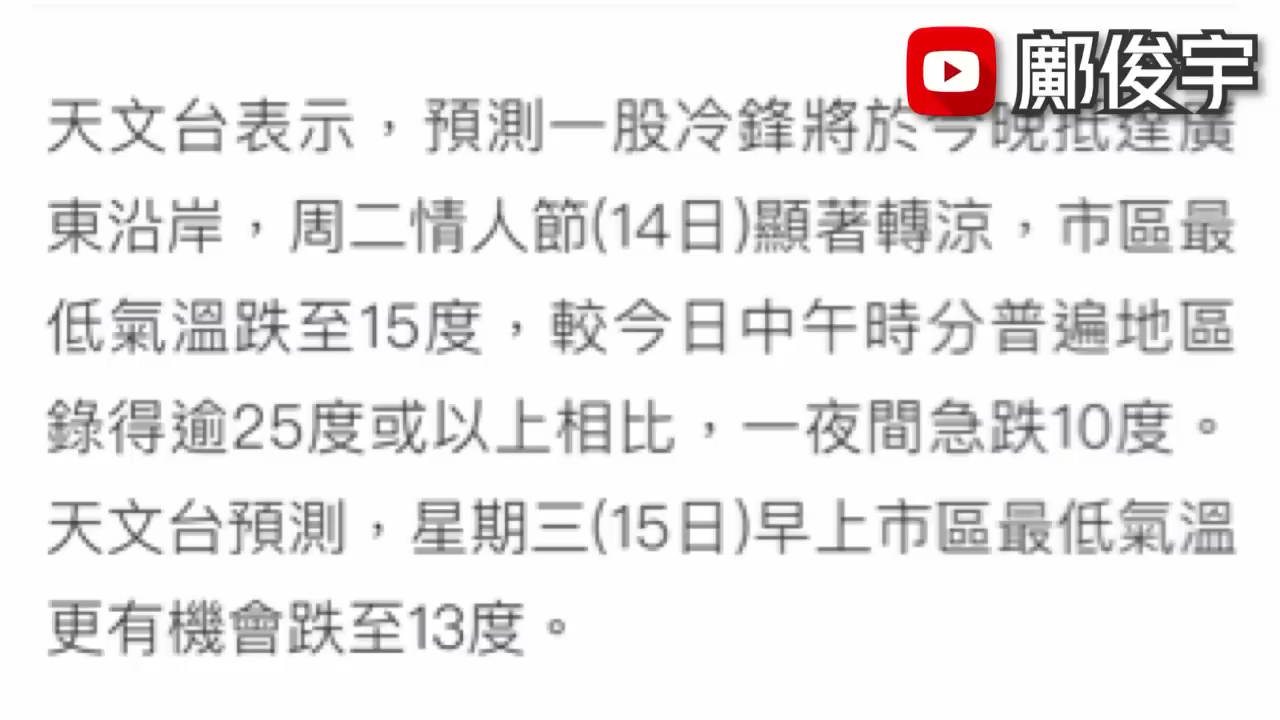 鄺俊宇
天文台表示，預測一股冷鋒將於今晚抵達廣
東沿岸，周二情人節(14日)顯著轉涼，市區最
低氣溫跌至15度，較今日中午時分普遍地區
錄得逾25度或以上相比，一夜間急跌10度。
天文台預測，星期三(15日)早上市區最低氣溫
更有機會跌至13度。